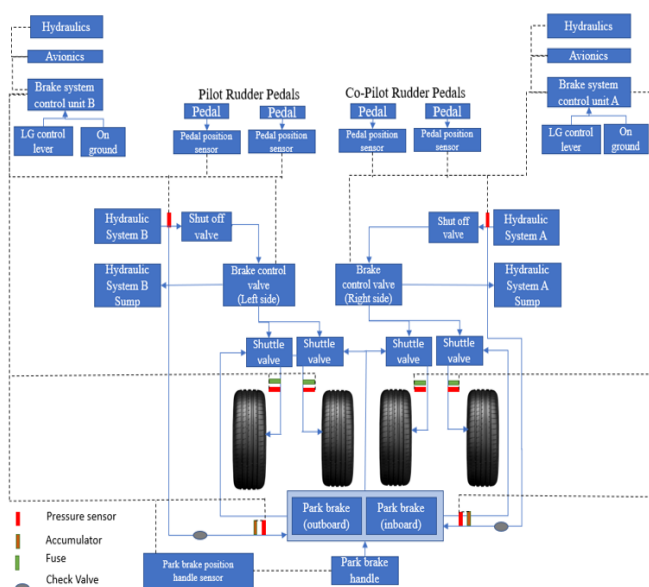 Hydraulics
Avionics
Brake system
control unit B
LG control
lever
On
ground
Pilot Rudder Pedals
Pedal
Pedal
Pedal position
sensor
Pedal position
sensor
Co-Pilot Rudder Pedals
Pedal
Pedal
Pedal position
sensor
Pedal position
sensor
Hydraulics
Avionics
Brake system
control unit A
LG control
lever
On
ground
Hydraulic
System B
Shut off
valve
Shut off
valve
Hydraulic
System A
Hydraulic
System B
Sump
Brake control
valve
(Left side)
Brake
control valve
(Right side)
Hydraulic
System A
Sump
Shuttle
valve
Shuttle
valve
Shuttle
valve
Shuttle
valve
Park brake
(outboard)
Park brake
(inboard)
Pressure sensor
Accumulator
Fuse
Check Valve
Park brake position
handle sensor
Park brake
handle